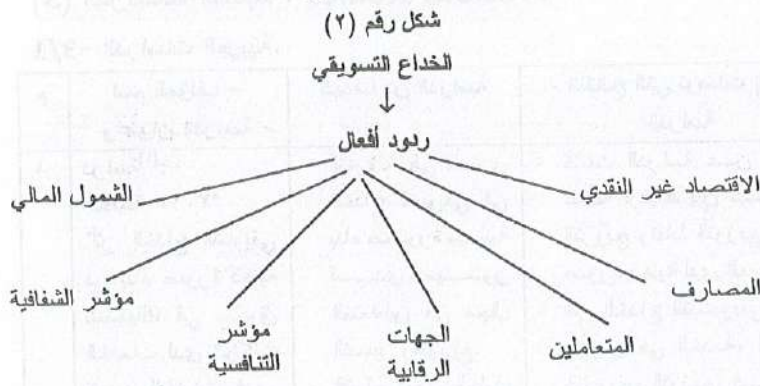 شكل رقم (٢)
الخداع التسويقي
ردود أفعال
الاقتصاد غير النقدي
الشمول المالي
المصارف
مؤشر الشفافية
المتعاملين
الجهات
الرقابية
مؤشر
التنافسية